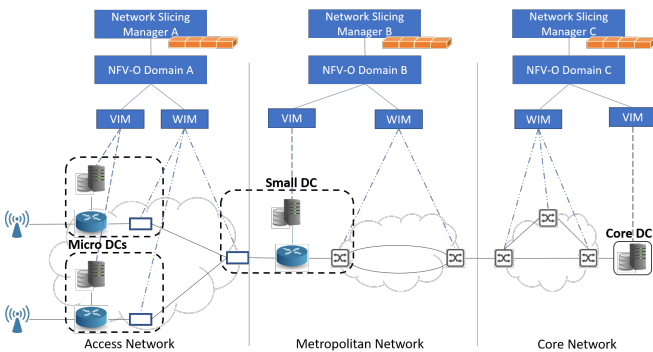 Network Slicing
Manager A
Network Slicing
Manager B
Network Slicing
Manager C
NFV-O Domain A
NFV-O Domain B
NFV-O Domain C
VIM
WIM
VIM
WIM
WIM
VIM
Small DC
Micro DCs
Core DC
Access Network
Metropolitan Network
Core Network